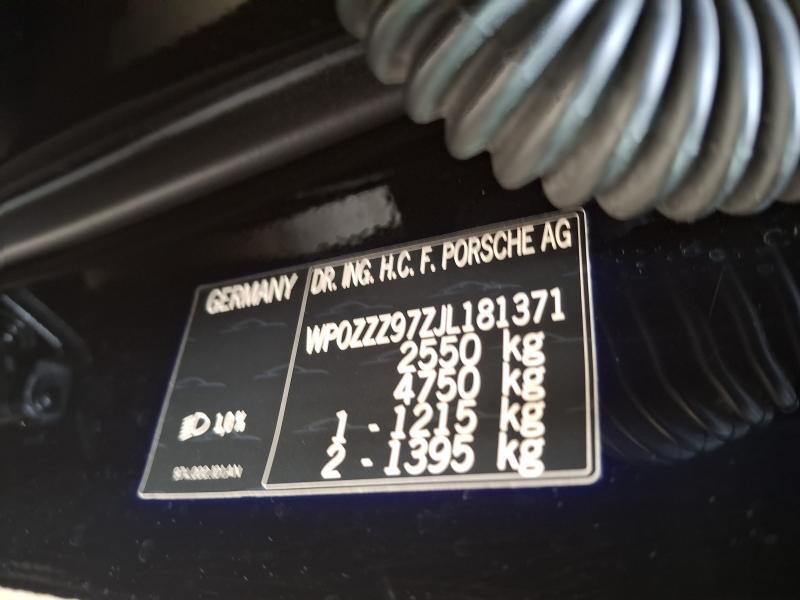 GERMANY
DR. ING. H.C. F. PORSCHE AG
WP0ZZZ97ZJL181371
2550 kg
4750 kg
1 - 1215 kg
2 - 1395 kg
1,0%